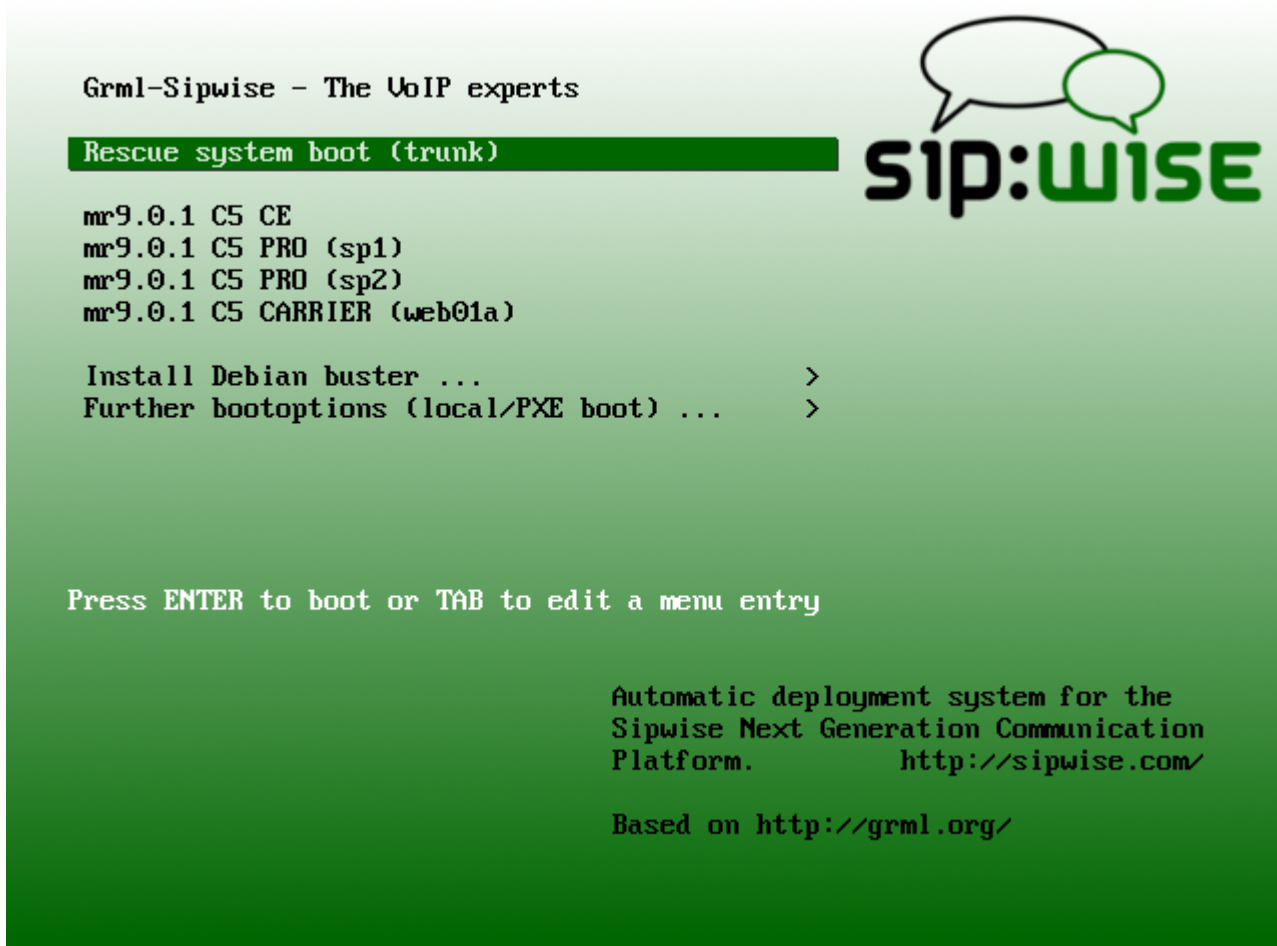 Grml-Sipwise - The VoIP experts
sip:wise
Rescue system boot (trunk)
mr9.0.1 C5 CE
mr9.0.1 C5 PRO (sp1)
mr9.0.1 C5 PRO (sp2)
mr9.0.1 C5 CARRIER (web01a)
Install Debian buster ... >
Further bootoptions (local/PXE boot) ... >
Press ENTER to boot or TAB to edit a menu entry
Automatic deployment system for the
Sipwise Next Generation Communication
Platform. http://sipwise.com/
Based on http://grml.org/